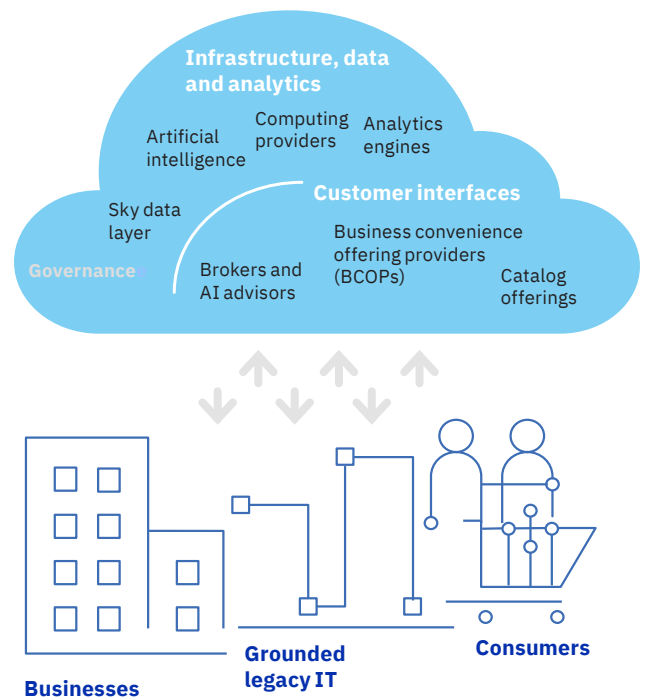 Infrastructure, data
and analytics
Artificial
intelligence
Computing
providers
Analytics
engines
Sky data
layer
Governance
Customer interfaces
Brokers and
AI advisors
Business convenience
offering providers
(BCOPs)
Catalog
offerings
Businesses
Grounded
legacy IT
Consumers